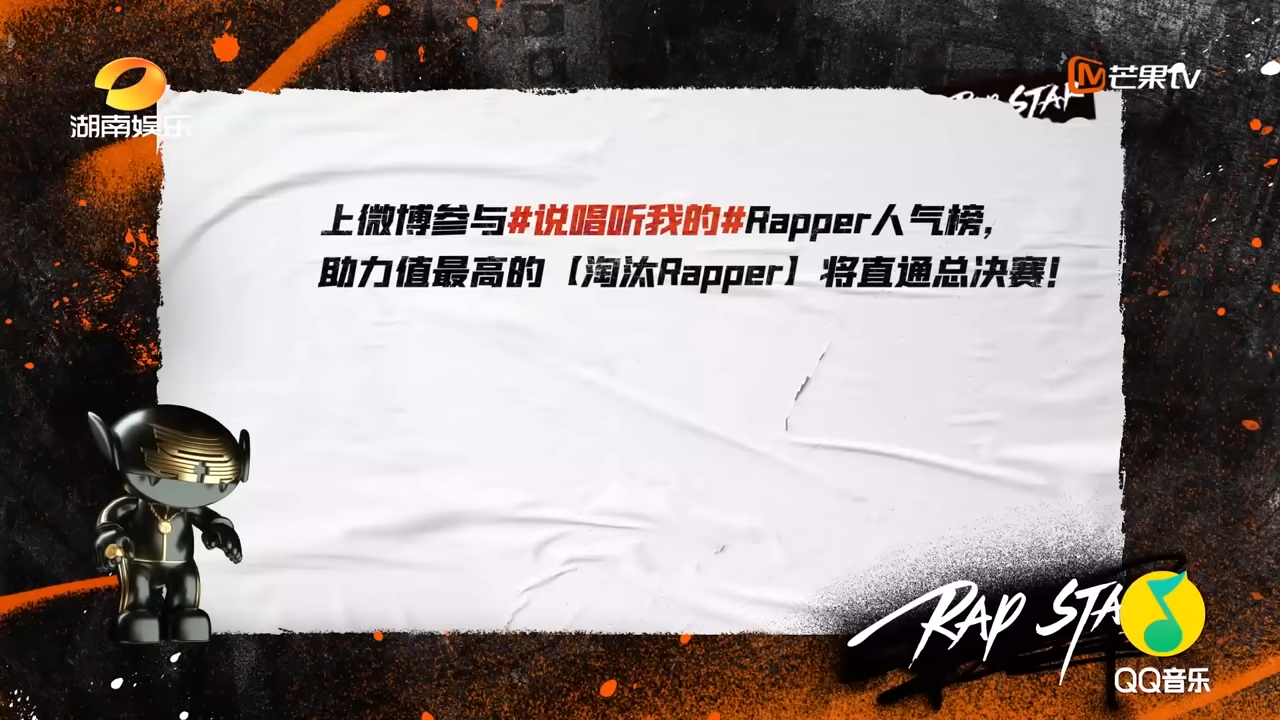 湖南娱乐
芒果TV
RAP STAR
上微博参与#说唱听我的#Rapper人气榜，
助力值最高的【淘汰Rapper】将直通总决赛！
RAP STA
QQ音乐